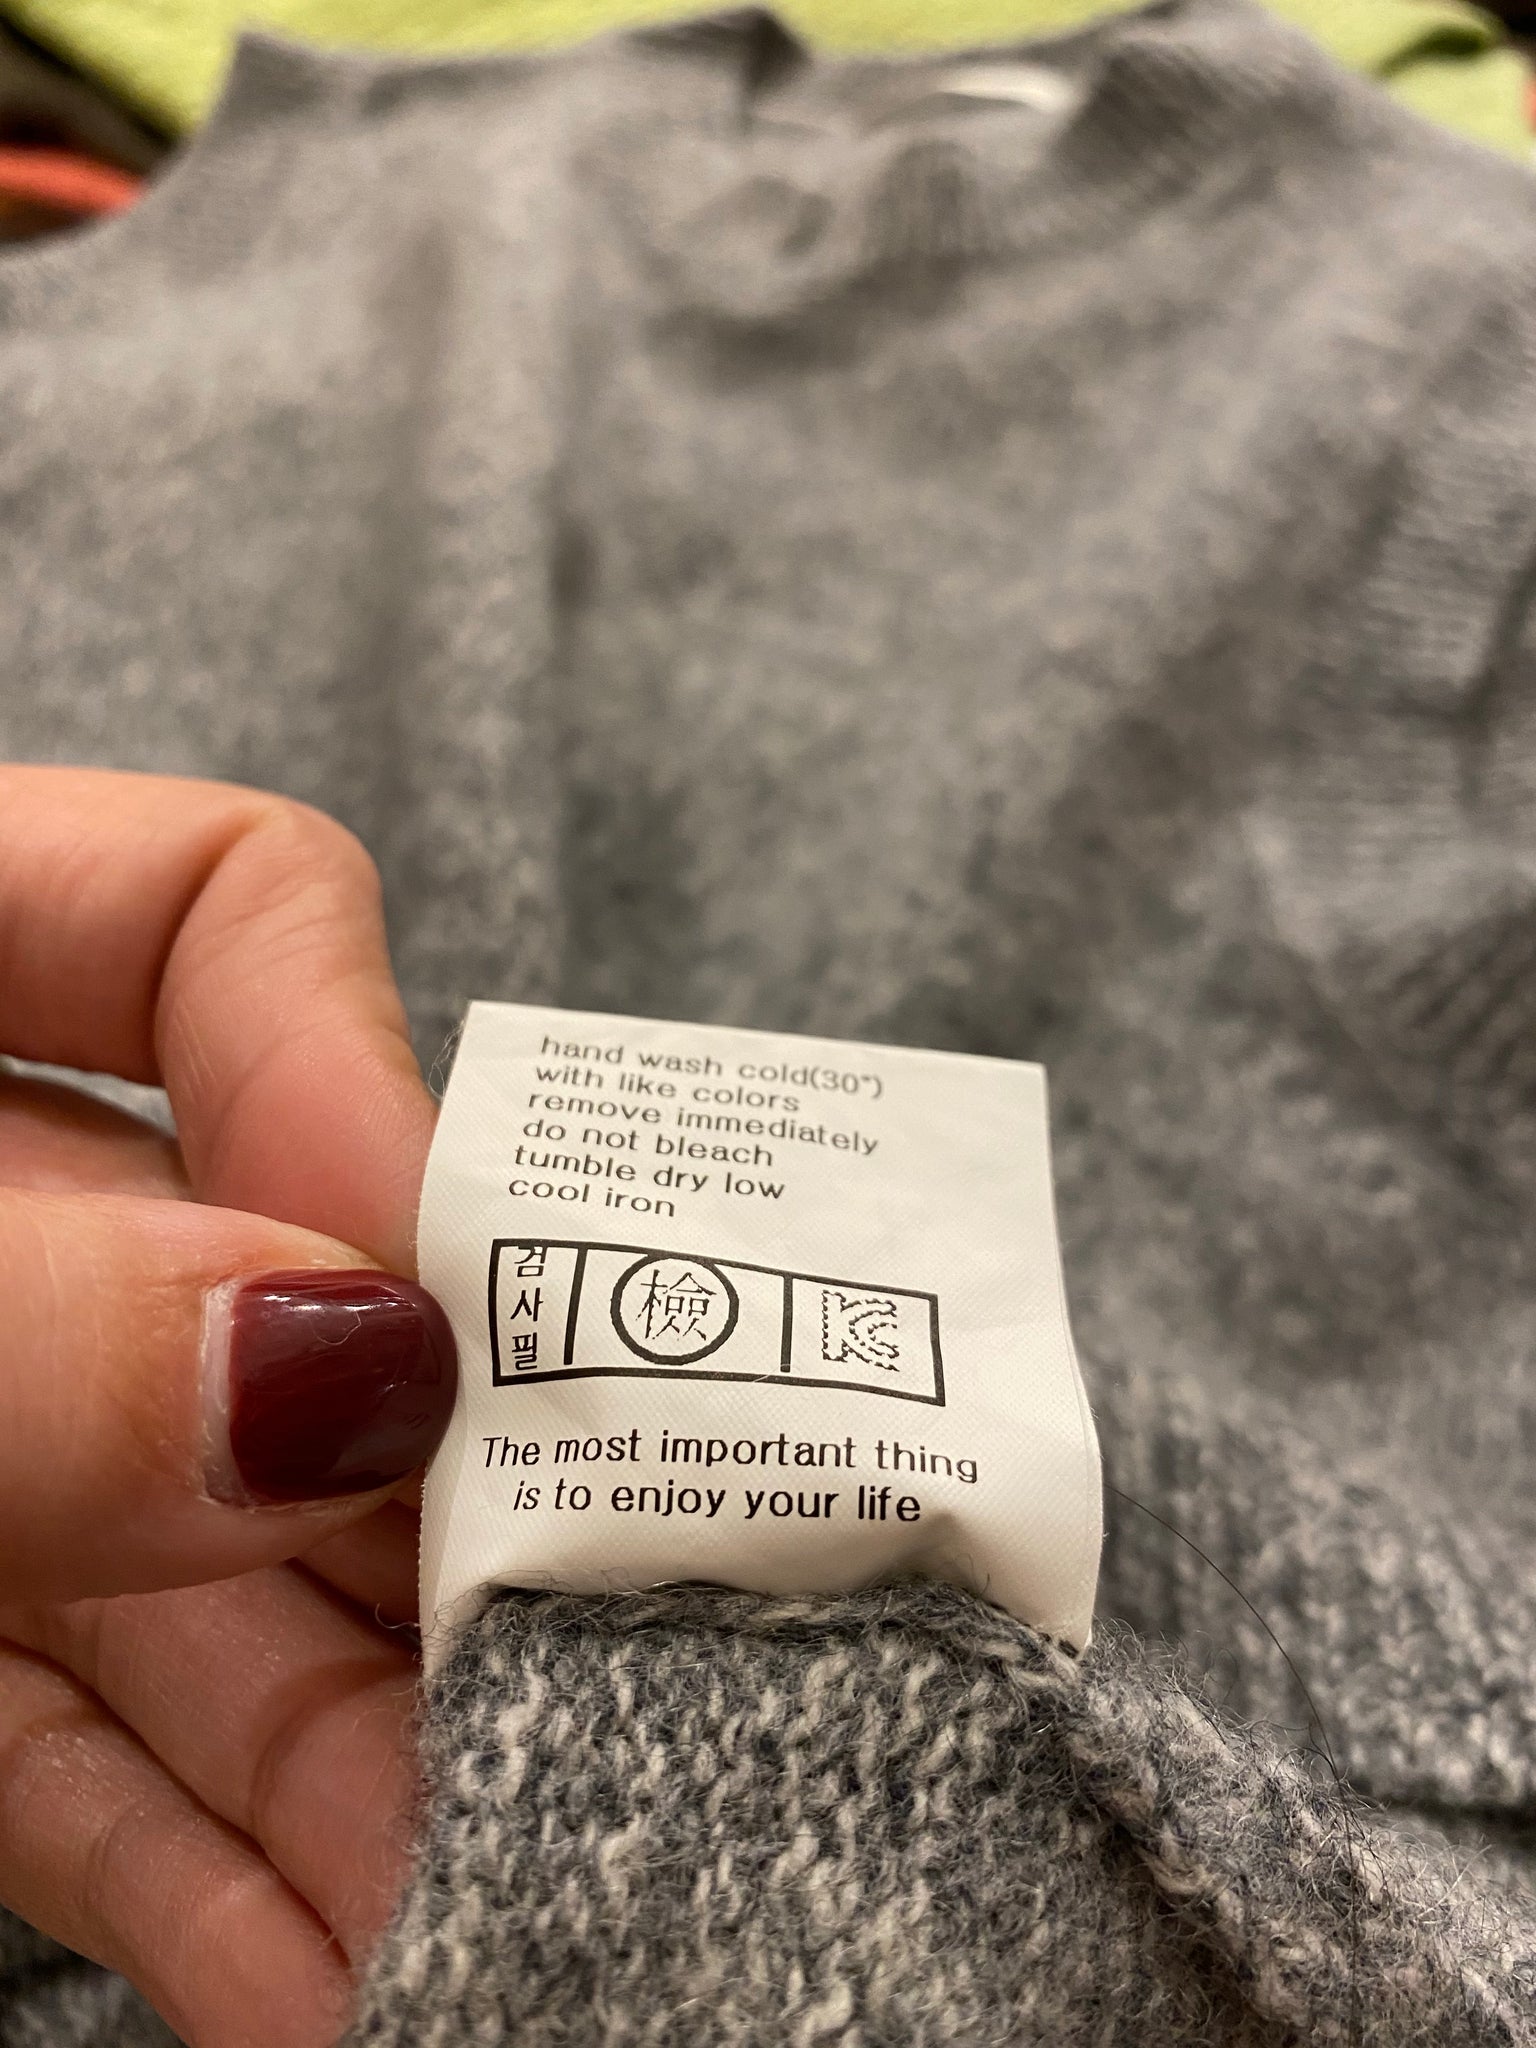 hand wash cold(30°)
with like colors
remove immediately
do not bleach
tumble dry low
cool iron
검사필
檢
KC
The most important thing
is to enjoy your life